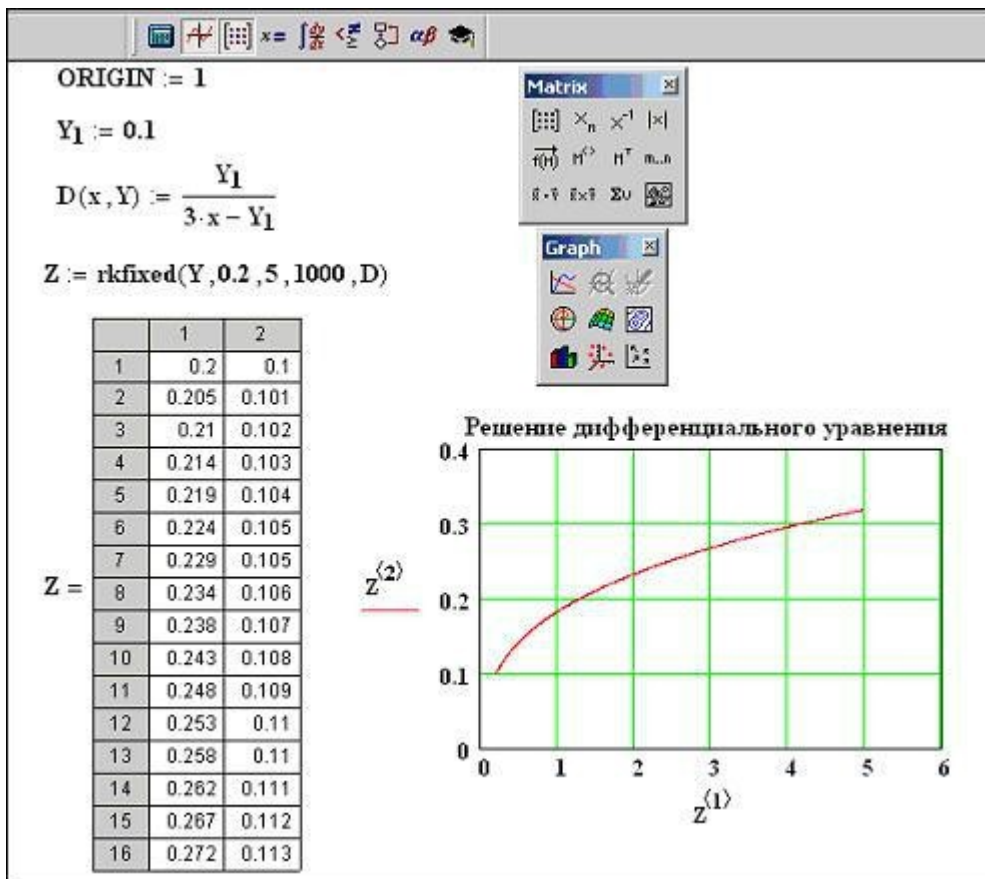 x= ∫dy/dx <≠≥ αβ
ORIGIN := 1
Y1 := 0.1
D(x,Y) := Y1 / (3·x − Y1)
Z := rkfixed(Y,0.2,5,1000,D)
Matrix
[⁝⁝⁝] ×n ×⁻¹ |×|
f(M) M<> Mᵀ m..n
ΣU
Graph
Z =
1 2
1 0.2 0.1
2 0.205 0.101
3 0.21 0.102
4 0.214 0.103
5 0.219 0.104
6 0.224 0.105
7 0.229 0.105
8 0.234 0.106
9 0.238 0.107
10 0.243 0.108
11 0.248 0.109
12 0.253 0.11
13 0.258 0.11
14 0.262 0.111
15 0.267 0.112
16 0.272 0.113
Решение дифференциального уравнения
0.4
0.3
0.2
0.1
0
Z⟨2⟩
0 1 2 3 4 5 6
Z⟨1⟩